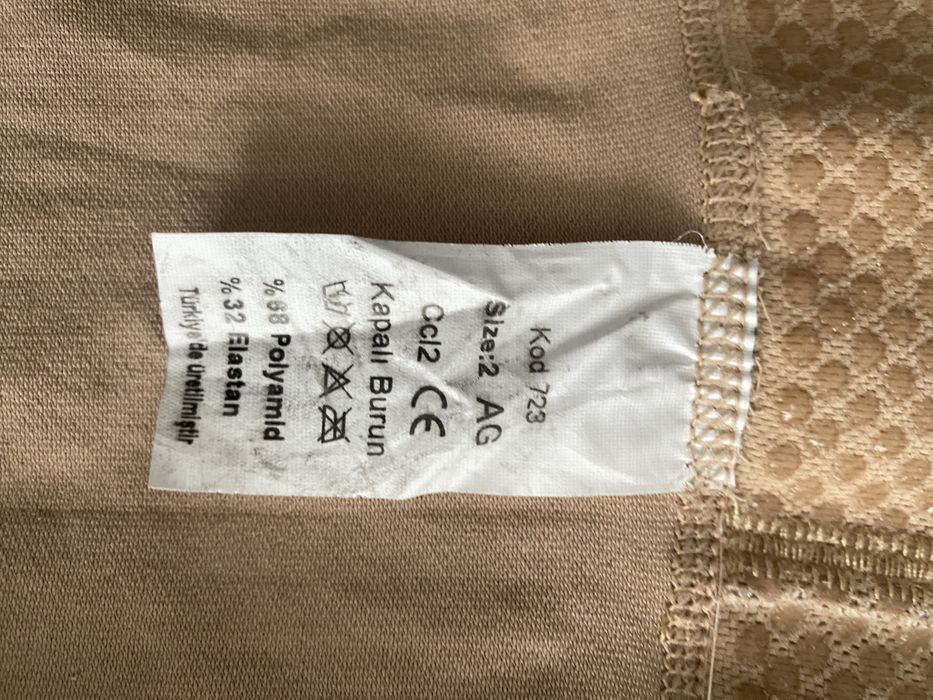 Kod 723
Size:2 AG
Ccl2 CE
Kapalı Burun
%68 Polyamid
%32 Elastan
Türkiye'de üretilmiştir